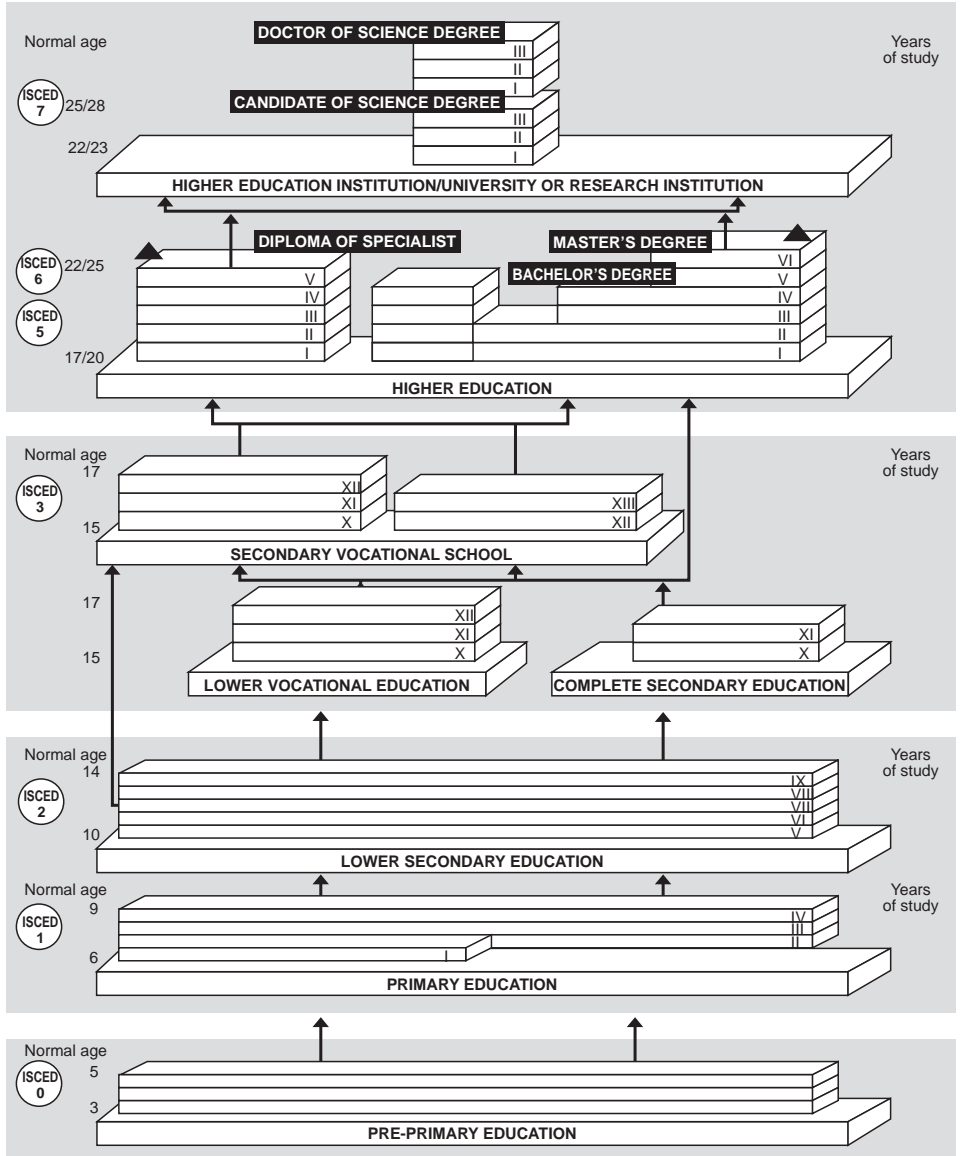 DOCTOR OF SCIENCE DEGREE
Normal age
Years
of study
III
II
I
ISCED
7
25/28
CANDIDATE OF SCIENCE DEGREE
III
II
I
22/23
HIGHER EDUCATION INSTITUTION/UNIVERSITY OR RESEARCH INSTITUTION
DIPLOMA OF SPECIALIST
MASTER'S DEGREE
ISCED
6
22/25
BACHELOR'S DEGREE
V
IV
III
II
I
VI
V
IV
III
II
I
ISCED
5
17/20
HIGHER EDUCATION
Normal age
Years
of study
17
ISCED
3
XII
XI
X
XIII
XII
15
SECONDARY VOCATIONAL SCHOOL
17
XII
XI
X
XI
X
15
LOWER VOCATIONAL EDUCATION
COMPLETE SECONDARY EDUCATION
Normal age
Years
of study
14
ISCED
2
IX
VII
VII
VI
V
10
LOWER SECONDARY EDUCATION
Normal age
Years
of study
9
ISCED
1
IV
III
II
I
6
PRIMARY EDUCATION
Normal age
5
ISCED
0
3
PRE-PRIMARY EDUCATION